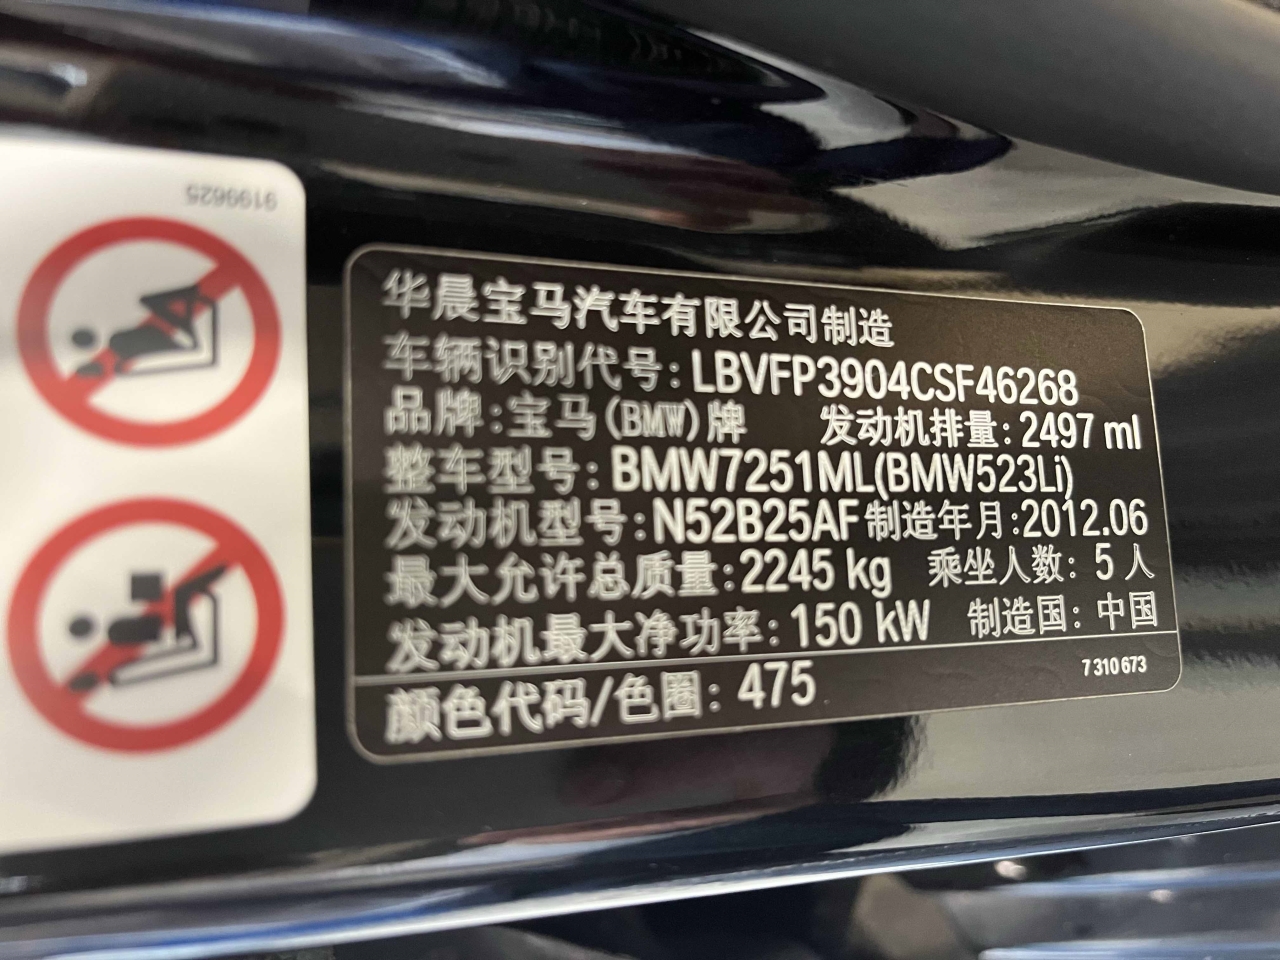 9199625
华晨宝马汽车有限公司制造
车辆识别代号:LBVFP3904CSF46268
品牌:宝马(BMW)牌 发动机排量:2497 ml
整车型号:BMW7251ML(BMW523Li)
发动机型号:N52B25AF 制造年月:2012.06
最大允许总质量:2245 kg 乘坐人数: 5 人
发动机最大净功率:150 kW 制造国: 中国
颜色代码/色圈: 475 7 310 673